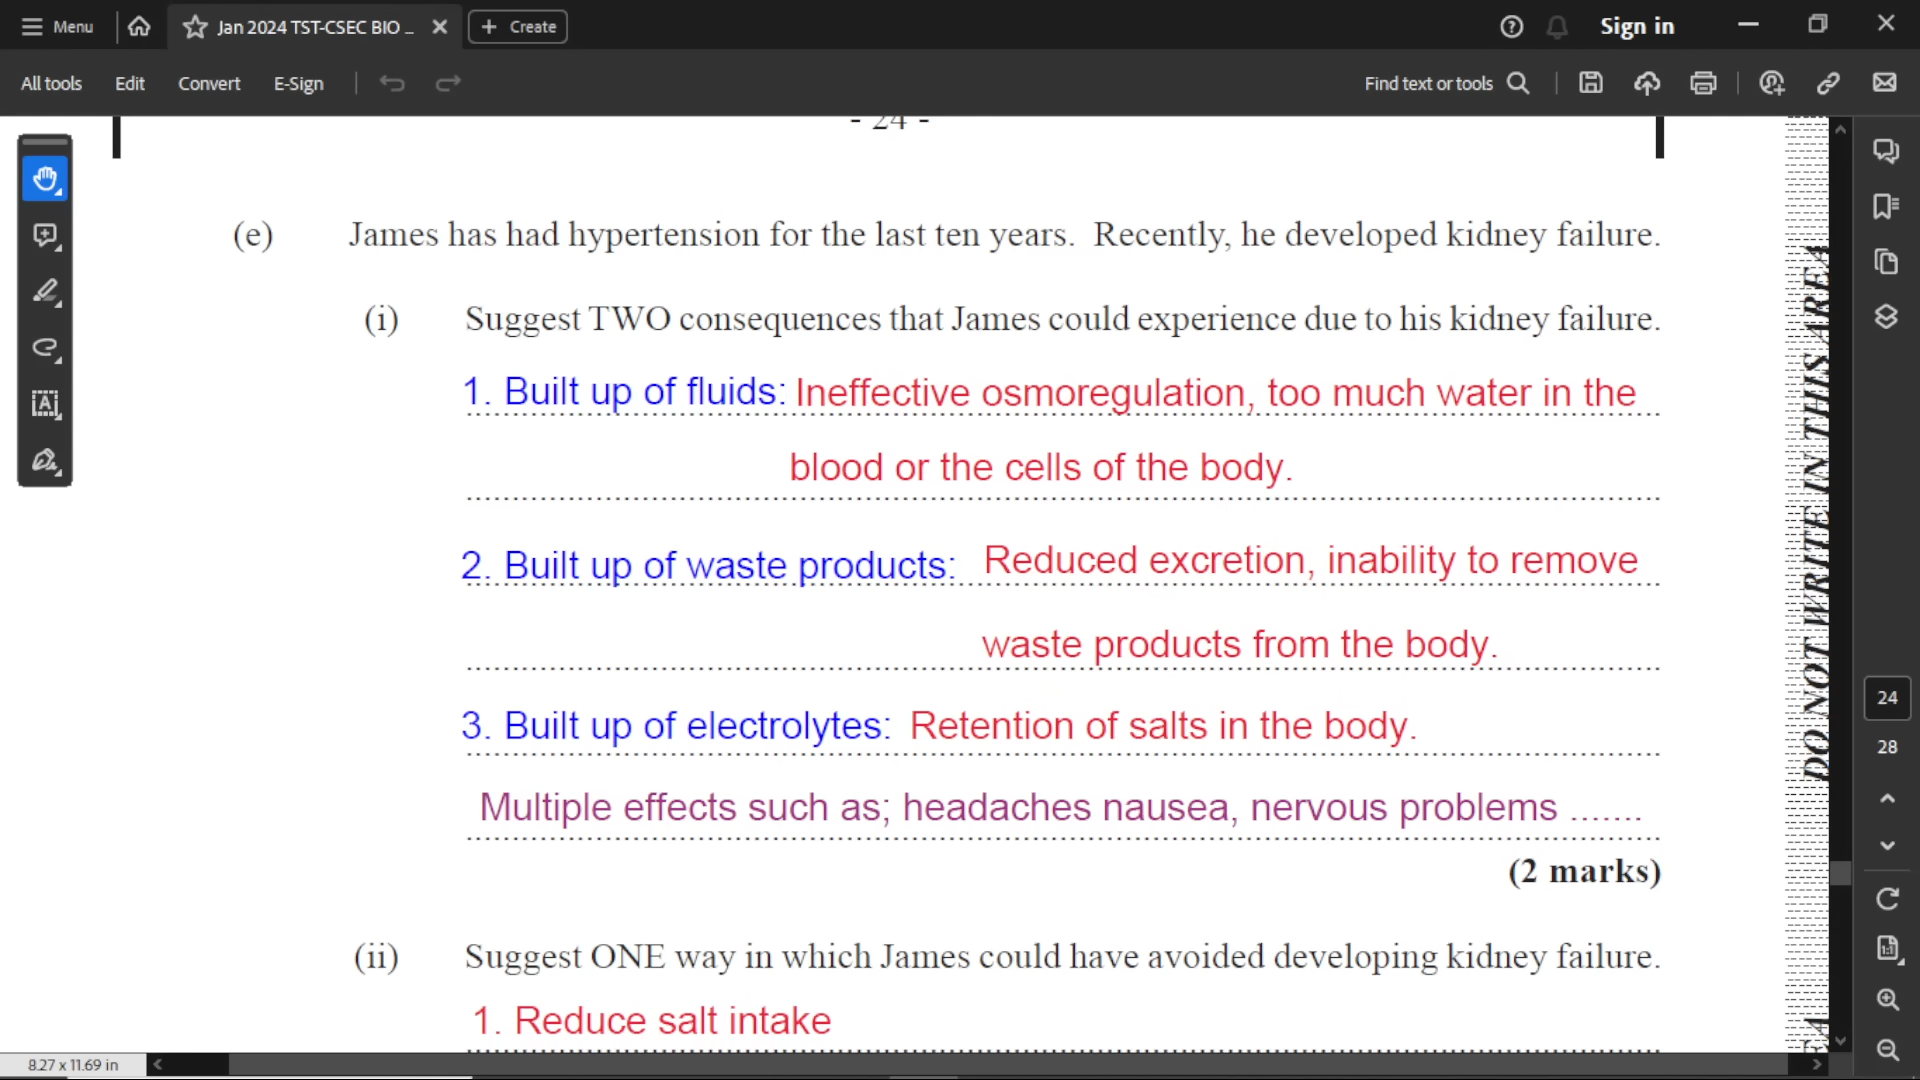 Menu
Jan 2024 TST-CSEC BIO _
+ Create
Sign in
All tools
Edit
Convert
E-Sign
Find text or tools
- 24 -
(e) James has had hypertension for the last ten years. Recently, he developed kidney failure.
(i) Suggest TWO consequences that James could experience due to his kidney failure.
1. Built up of fluids: Ineffective osmoregulation, too much water in the
blood or the cells of the body.
2. Built up of waste products: Reduced excretion, inability to remove
waste products from the body.
3. Built up of electrolytes: Retention of salts in the body.
Multiple effects such as; headaches nausea, nervous problems .......
(2 marks)
(ii) Suggest ONE way in which James could have avoided developing kidney failure.
1. Reduce salt intake
DO NOT WRITE IN THIS AREA
24
28
8.27 x 11.69 in